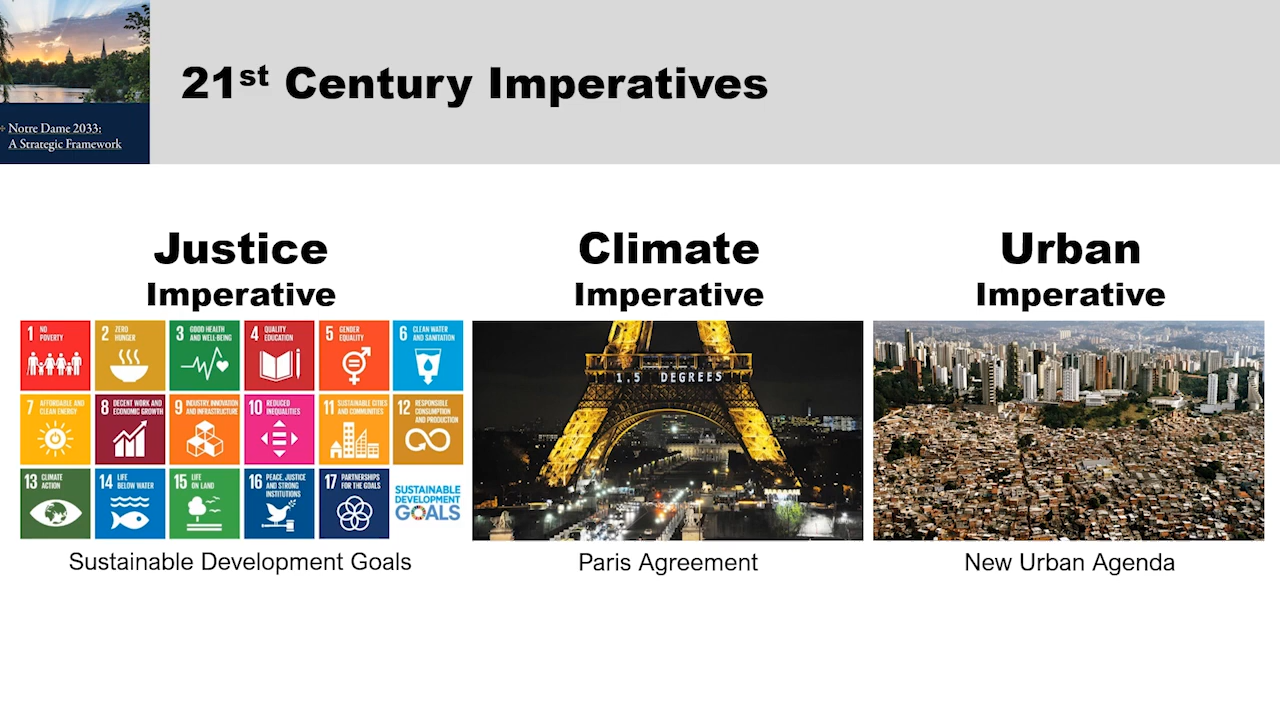 Notre Dame 2033:
A Strategic Framework
21st Century Imperatives
Justice
Imperative
1 NO
POVERTY
2 ZERO
HUNGER
3 GOOD HEALTH
AND WELL-BEING
4 QUALITY
EDUCATION
5 GENDER
EQUALITY
6 CLEAN WATER
AND SANITATION
7 AFFORDABLE AND
CLEAN ENERGY
8 DECENT WORK AND
ECONOMIC GROWTH
9 INDUSTRY, INNOVATION
AND INFRASTRUCTURE
10 REDUCED
INEQUALITIES
11 SUSTAINABLE CITIES
AND COMMUNITIES
12 RESPONSIBLE
CONSUMPTION
AND PRODUCTION
13 CLIMATE
ACTION
14 LIFE
BELOW WATER
15 LIFE
ON LAND
16 PEACE, JUSTICE
AND STRONG
INSTITUTIONS
17 PARTNERSHIPS
FOR THE GOALS
SUSTAINABLE
DEVELOPMENT
GOALS
Sustainable Development Goals
Climate
Imperative
1.5 DEGREES
Paris Agreement
Urban
Imperative
New Urban Agenda